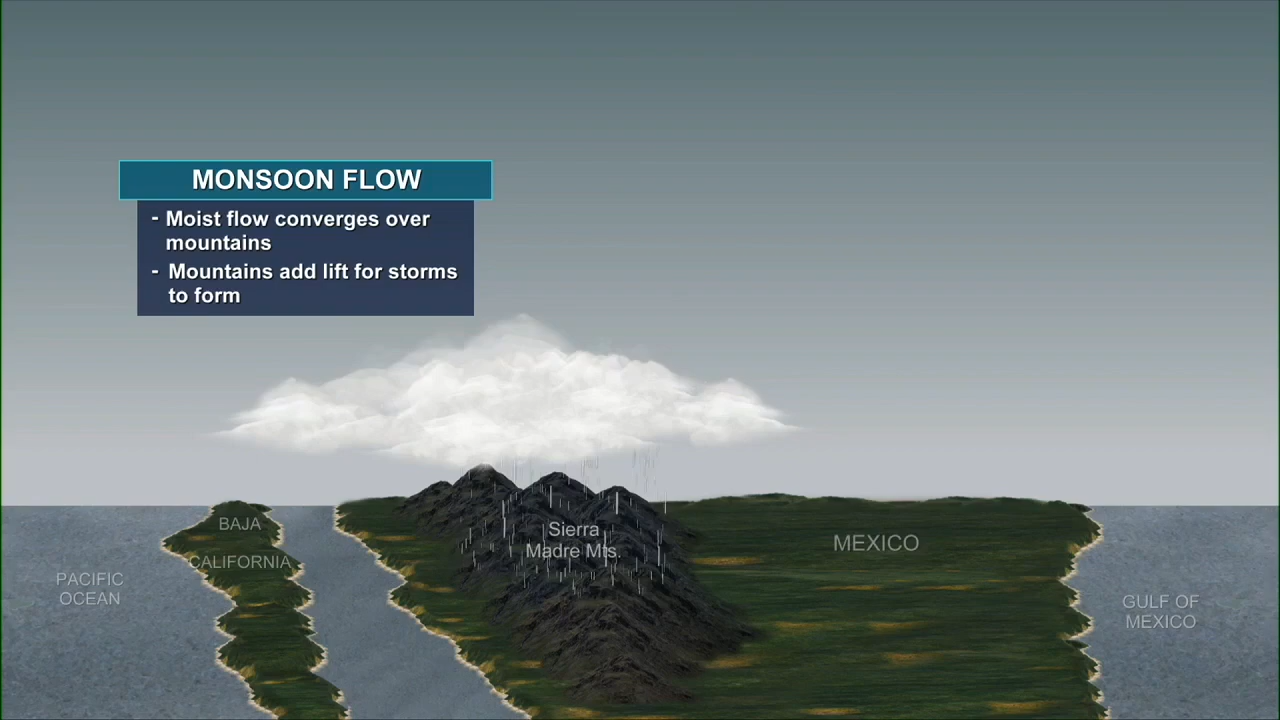 MONSOON FLOW
- Moist flow converges over
mountains
- Mountains add lift for storms
to form
BAJA
CALIFORNIA
PACIFIC
OCEAN
Sierra
Madre Mts.
MEXICO
GULF OF
MEXICO